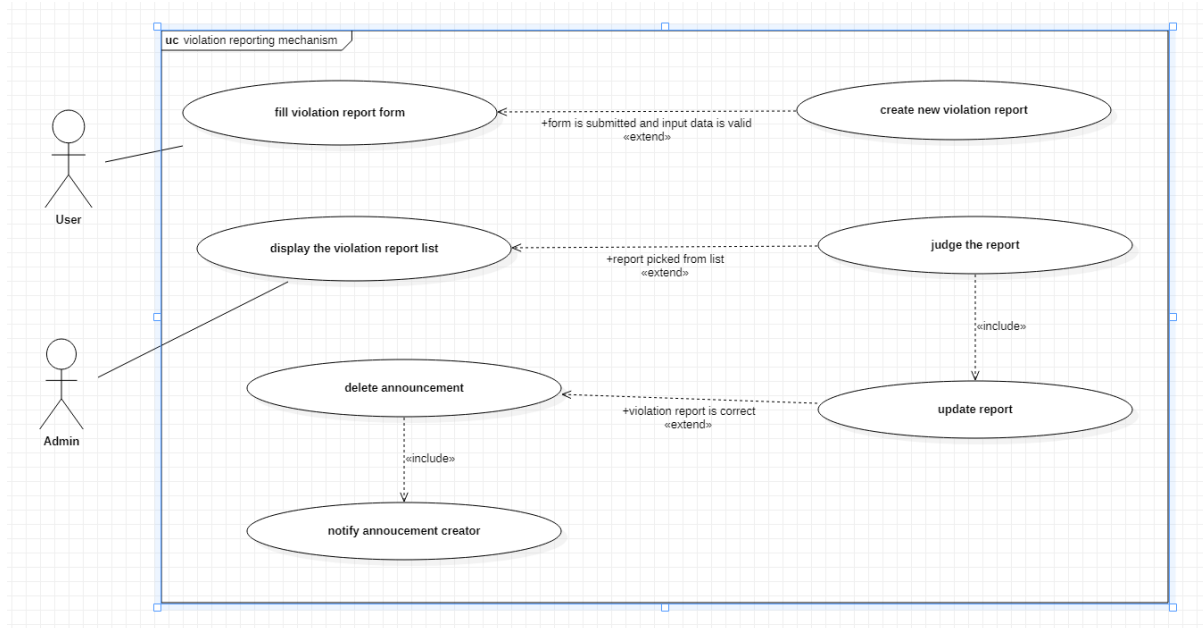 uc violation reporting mechanism
fill violation report form
create new violation report
+form is submitted and input data is valid
«extend»
User
display the violation report list
judge the report
+report picked from list
«extend»
«include»
Admin
delete announcement
update report
+violation report is correct
«extend»
«include»
notify annoucement creator